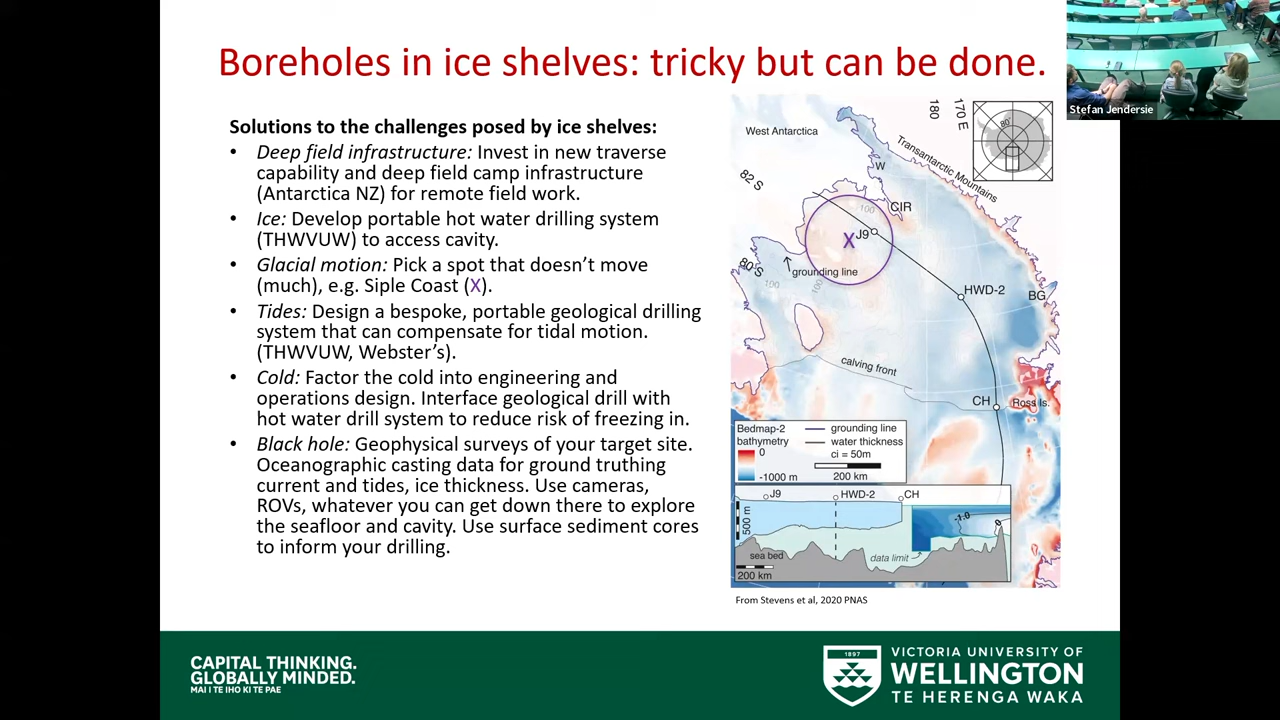 Boreholes in ice shelves: tricky but can be done.
Stefan Jendersie
Solutions to the challenges posed by ice shelves:
• Deep field infrastructure: Invest in new traverse
capability and deep field camp infrastructure
(Antarctica NZ) for remote field work.
• Ice: Develop portable hot water drilling system
(THWVUW) to access cavity.
• Glacial motion: Pick a spot that doesn't move
(much), e.g. Siple Coast (X).
• Tides: Design a bespoke, portable geological drilling
system that can compensate for tidal motion.
(THWVUW, Webster's).
• Cold: Factor the cold into engineering and
operations design. Interface geological drill with
hot water drill system to reduce risk of freezing in.
• Black hole: Geophysical surveys of your target site.
Oceanographic casting data for ground truthing
current and tides, ice thickness. Use cameras,
ROVs, whatever you can get down there to explore
the seafloor and cavity. Use surface sediment cores
to inform your drilling.
180
170 E
80
West Antarctica
Transantarctic Mountains
W
82 S
100
CIR
X
J9
80 S
grounding line
100
100
HWD-2
BG
calving front
CH
Ross Is.
Bedmap-2
bathymetry
0
-1000 m
grounding line
water thickness
ci = 50m
200 km
J9
HWD-2
CH
500 m
-1.0
0
sea bed
data limit
200 km
From Stevens et al, 2020 PNAS
CAPITAL THINKING.
GLOBALLY MINDED.
MAI I TE IHO KI TE PAE
1897
VICTORIA UNIVERSITY OF
WELLINGTON
TE HERENGA WAKA